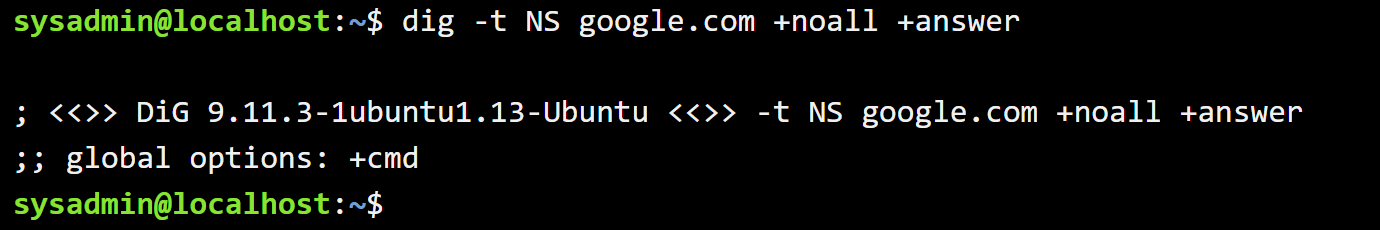 sysadmin@localhost:~$ dig -t NS google.com +noall +answer
; <<>> DiG 9.11.3-1ubuntu1.13-Ubuntu <<>> -t NS google.com +noall +answer
;; global options: +cmd
sysadmin@localhost:~$